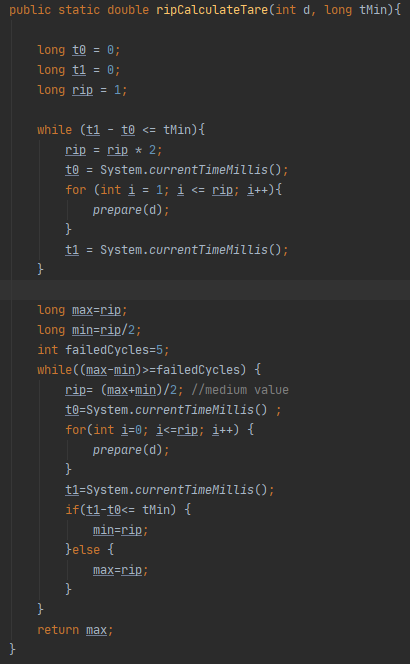 public static double ripCalculateTare(int d, long tMin){
long t0 = 0;
long t1 = 0;
long rip = 1;
while (t1 - t0 <= tMin){
rip = rip * 2;
t0 = System.currentTimeMillis();
for (int i = 1; i <= rip; i++){
prepare(d);
}
t1 = System.currentTimeMillis();
}
long max=rip;
long min=rip/2;
int failedCycles=5;
while((max-min)>=failedCycles) {
rip= (max+min)/2; //medium value
t0=System.currentTimeMillis() ;
for(int i=0; i<=rip; i++) {
prepare(d);
}
t1=System.currentTimeMillis();
if(t1-t0<= tMin) {
min=rip;
}else {
max=rip;
}
}
return max;
}